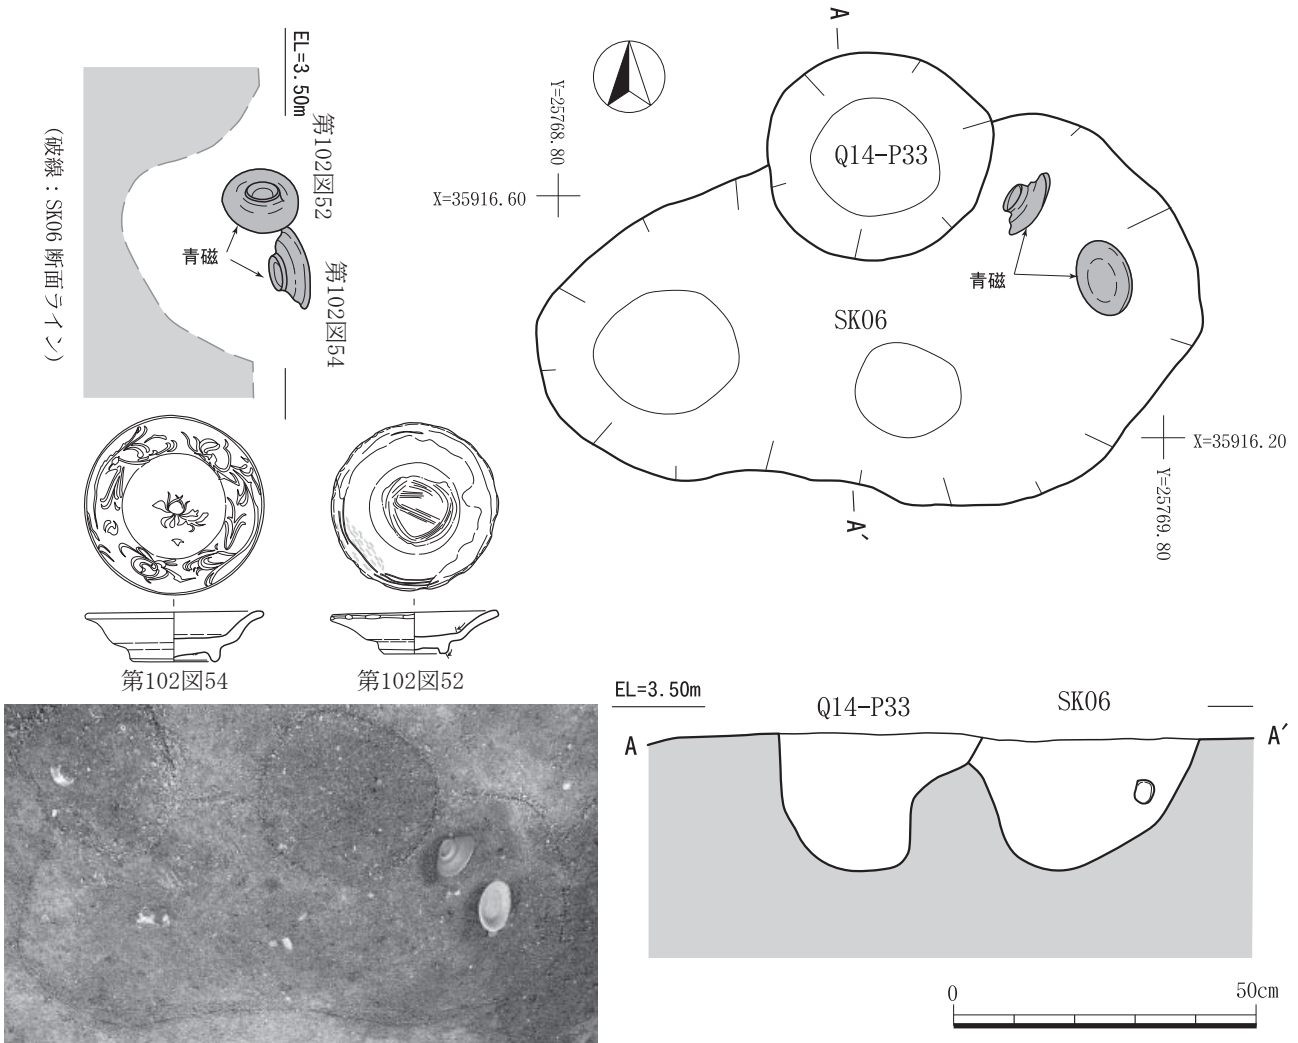 EL=3.50m
第102図52
青磁
第102図54
(破線：SK06 断面ライン)
A
Y=25768.80
X=35916.60
Q14-P33
青磁
SK06
X=35916.20
Y=25769.80
A′
第102図54
第102図52
EL=3.50m
Q14-P33
SK06
A
A′
0
50cm